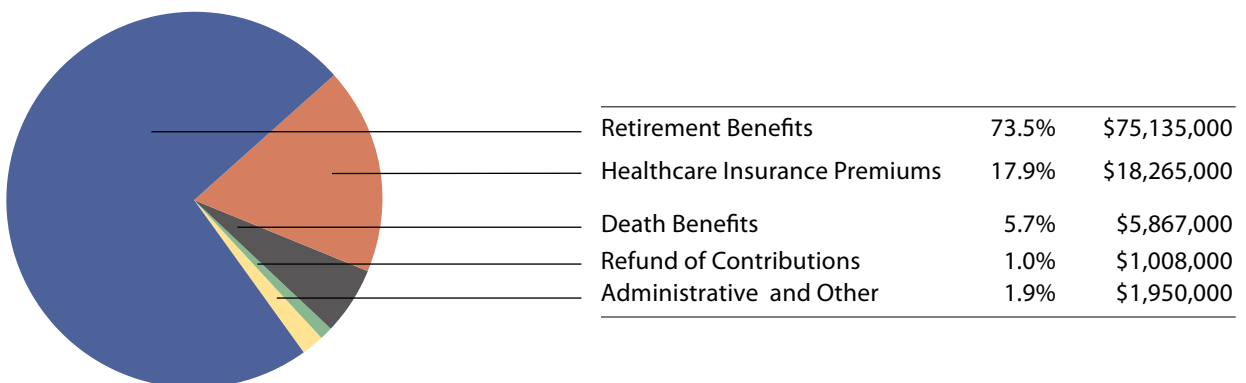 Retirement Benefits 73.5% $75,135,000
Healthcare Insurance Premiums 17.9% $18,265,000
Death Benefits 5.7% $5,867,000
Refund of Contributions 1.0% $1,008,000
Administrative and Other 1.9% $1,950,000